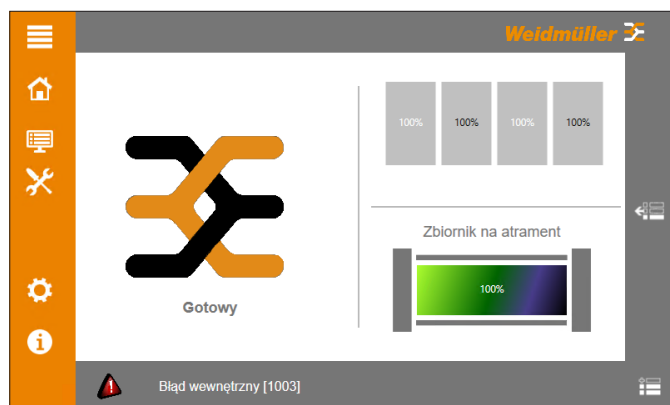 Weidmüller
100% 100% 100% 100%
Zbiornik na atrament
100%
Gotowy
Błąd wewnętrzny [1003]